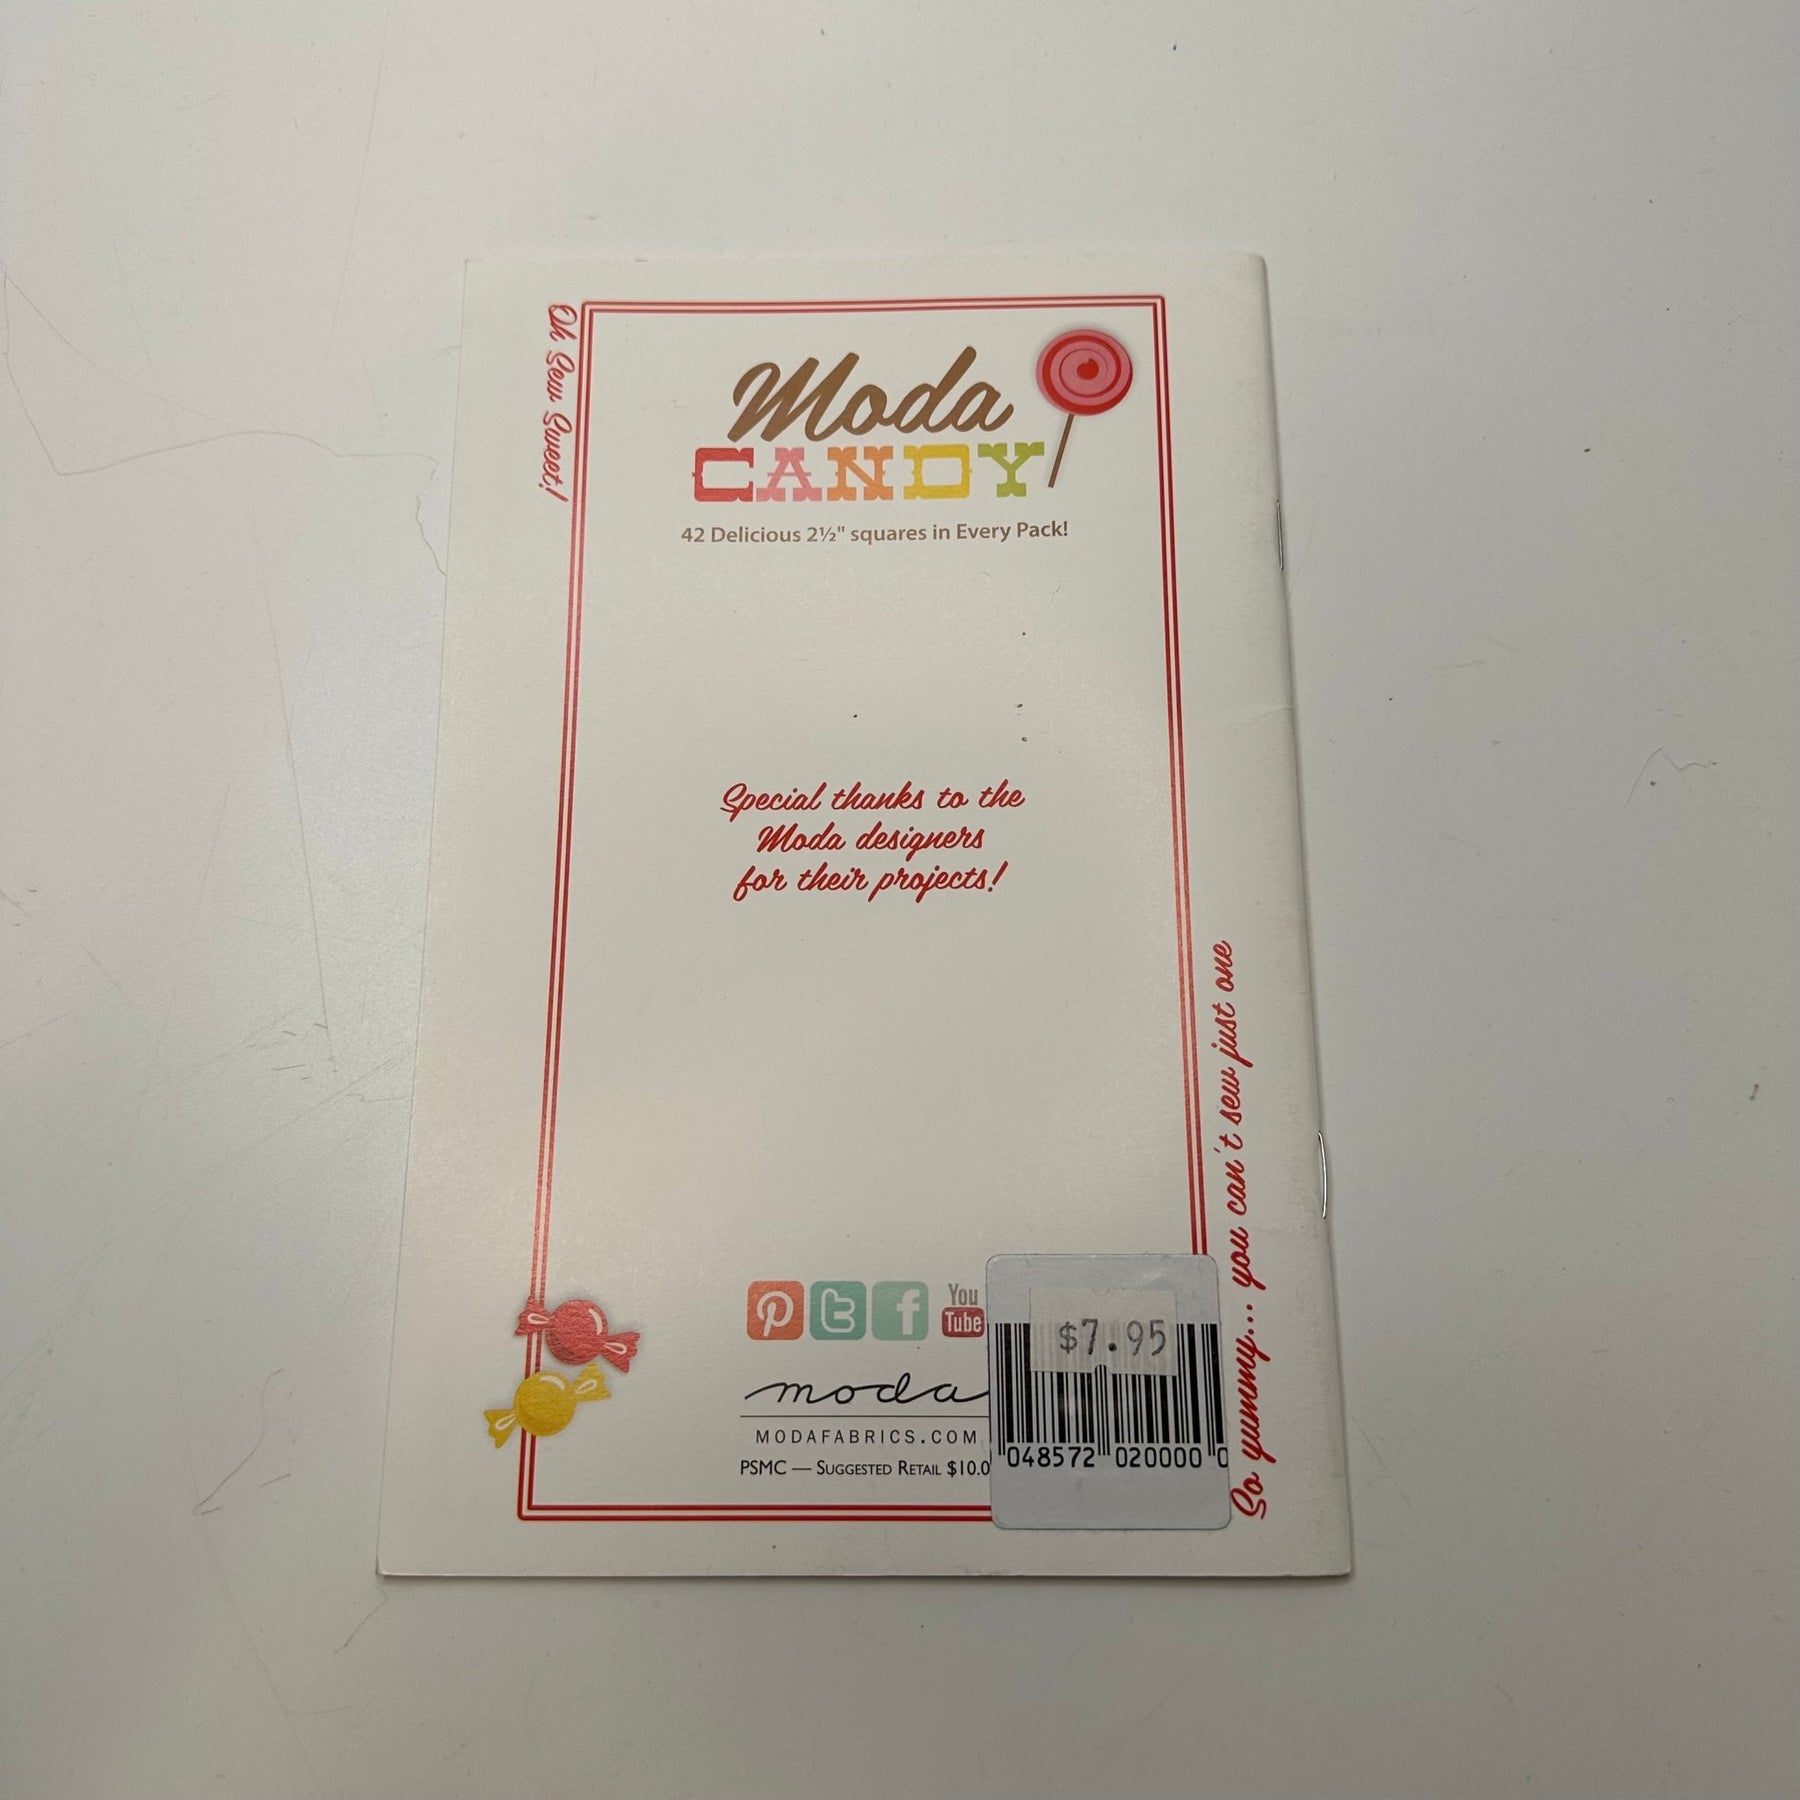 Oh Sew Sweet!
Moda
CANDY
42 Delicious 2½" squares in Every Pack!
Special thanks to the
Moda designers
for their projects!
So yummy... you can't sew just one
You
Tube
moda
MODAFABRICS.COM
PSMC — SUGGESTED RETAIL $10.0
$7.95
048572 020000 0